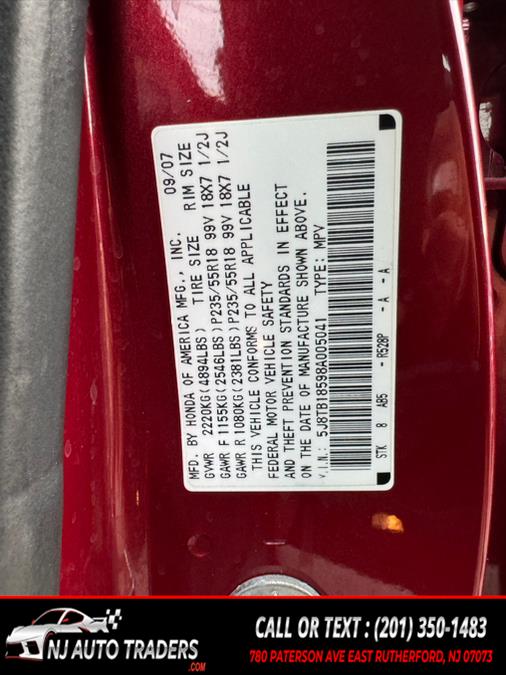 MFD. BY HONDA OF AMERICA MFG., INC. 09/07
GVWR 2220KG(4894LBS) TIRE SIZE RIM SIZE
GAWR F 1155KG(2546LBS)P235/55R18 99V 18X7 1/2J
GAWR R 1080KG(2381LBS)P235/55R18 99V 18X7 1/2J
THIS VEHICLE CONFORMS TO ALL APPLICABLE
FEDERAL MOTOR VEHICLE SAFETY
AND THEFT PREVENTION STANDARDS IN EFFECT
ON THE DATE OF MANUFACTURE SHOWN ABOVE.
V.I.N.: 5J8TB18598A005041 TYPE: MPV
STK 8 AB5 - R528P - A - A
NJ AUTO TRADERS
.COM
CALL OR TEXT : (201) 350-1483
780 PATERSON AVE EAST RUTHERFORD, NJ 07073